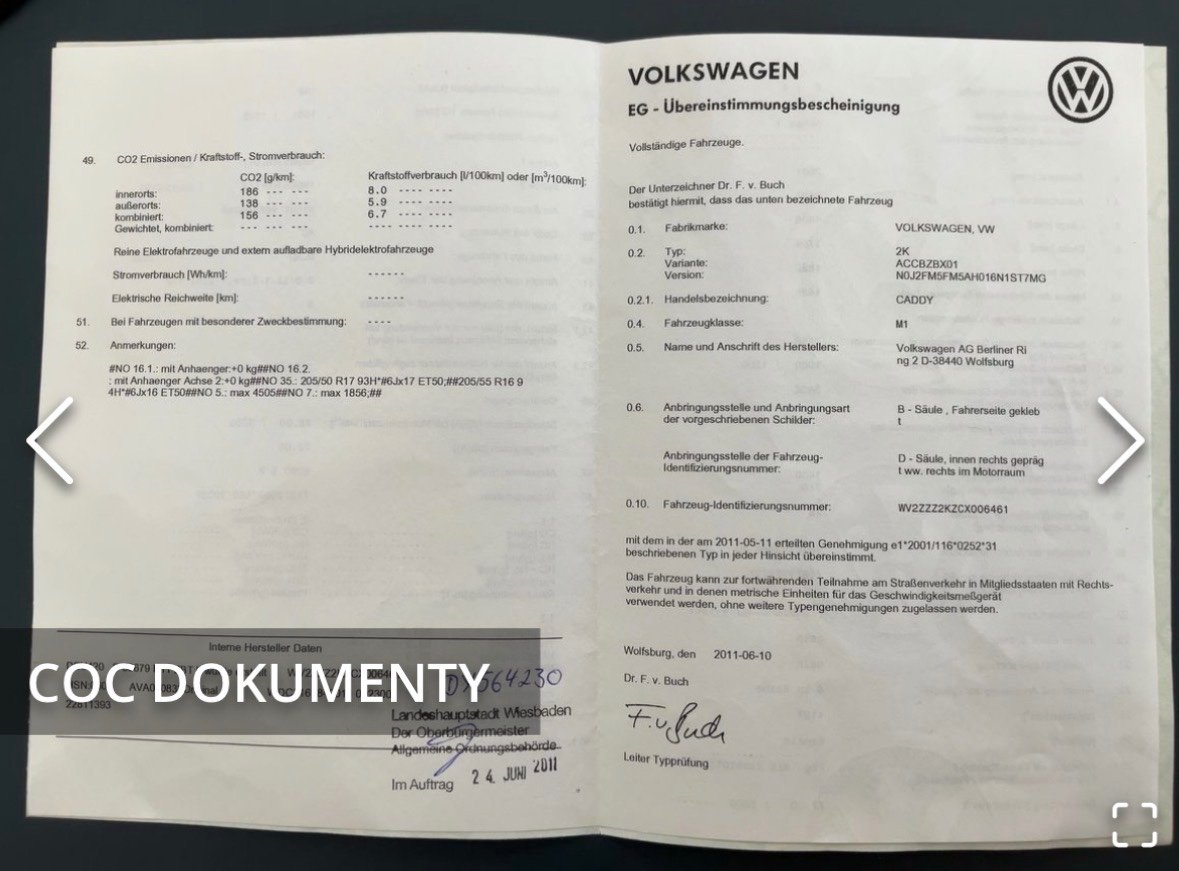 49. CO2 Emissionen / Kraftstoff-, Stromverbrauch:
CO2 [g/km]: Kraftstoffverbrauch [l/100km] oder [m³/100km]:
innerorts: 186 --- --- 8.0 ---- ----
außerorts: 138 --- --- 5.9 ---- ----
kombiniert: 156 --- --- 6.7 ---- ----
Gewichtet, kombiniert: --- --- --- ---- ---- ----
Reine Elektrofahrzeuge und extern aufladbare Hybridelektrofahrzeuge
Stromverbrauch [Wh/km]: ------
Elektrische Reichweite [km]: ------
51. Bei Fahrzeugen mit besonderer Zweckbestimmung: ----
52. Anmerkungen:
#NO 16.1.: mit Anhaenger:+0 kg##NO 16.2.
: mit Anhaenger Achse 2:+0 kg##NO 35.: 205/50 R17 93H*#6Jx17 ET50;##205/55 R16 9
4H*#6Jx16 ET50##NO 5.: max 4505##NO 7.: max 1856;##
Interne Hersteller Daten
COC DOKUMENTY
22811393
564230
Landeshauptstadt Wiesbaden
Der Oberbürgermeister
Allgemeine Ordnungsbehörde
Im Auftrag 24. JUNI 2011
VOLKSWAGEN
EG - Übereinstimmungsbescheinigung
Vollständige Fahrzeuge.
Der Unterzeichner Dr. F. v. Buch
bestätigt hiermit, dass das unten bezeichnete Fahrzeug
0.1. Fabrikmarke: VOLKSWAGEN, VW
0.2. Typ: 2K
Variante: ACCBZBX01
Version: N0J2FM5FM5AH016N1ST7MG
0.2.1. Handelsbezeichnung: CADDY
0.4. Fahrzeugklasse: M1
0.5. Name und Anschrift des Herstellers: Volkswagen AG Berliner Ri
ng 2 D-38440 Wolfsburg
0.6. Anbringungsstelle und Anbringungsart B - Säule , Fahrerseite gekleb
der vorgeschriebenen Schilder: t
Anbringungsstelle der Fahrzeug- D - Säule, innen rechts gepräg
Identifizierungsnummer: t ww. rechts im Motorraum
0.10. Fahrzeug-Identifizierungsnummer: WV2ZZZ2KZCX006461
mit dem in der am 2011-05-11 erteilten Genehmigung e1*2001/116*0252*31
beschriebenen Typ in jeder Hinsicht übereinstimmt.
Das Fahrzeug kann zur fortwährenden Teilnahme am Straßenverkehr in Mitgliedsstaaten mit Rechts-
verkehr und in denen metrische Einheiten für das Geschwindigkeitsmeßgerät
verwendet werden, ohne weitere Typengenehmigungen zugelassen werden.
Wolfsburg, den 2011-06-10
Dr. F. v. Buch
F. v. Buch
Leiter Typprüfung